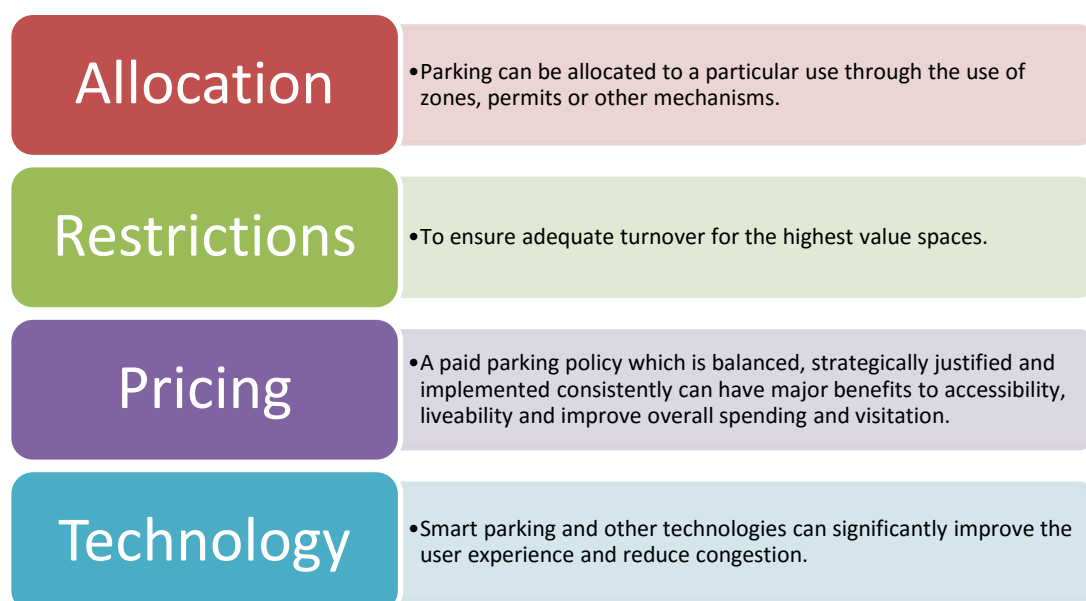 Allocation
•Parking can be allocated to a particular use through the use of
zones, permits or other mechanisms.
Restrictions
•To ensure adequate turnover for the highest value spaces.
Pricing
•A paid parking policy which is balanced, strategically justified and
implemented consistently can have major benefits to accessibility,
liveability and improve overall spending and visitation.
Technology
•Smart parking and other technologies can significantly improve the
user experience and reduce congestion.